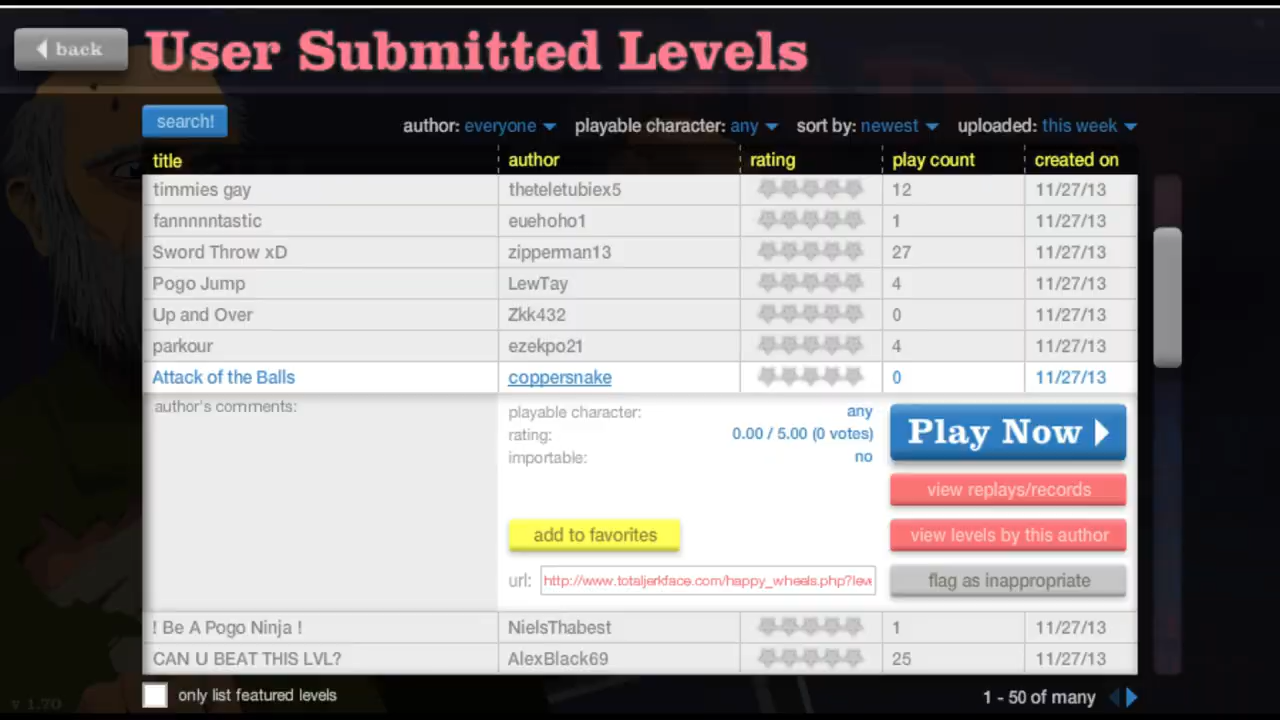 back
User Submitted Levels
search! author: everyone playable character: any sort by: newest uploaded: this week
title author rating play count created on
timmies gay theteletubiex5 12 11/27/13
fannnnntastic euehoho1 1 11/27/13
Sword Throw xD zipperman13 27 11/27/13
Pogo Jump LewTay 4 11/27/13
Up and Over Zkk432 0 11/27/13
parkour ezekpo21 4 11/27/13
Attack of the Balls coppersnake 0 11/27/13
author's comments:
playable character: any
rating: 0.00 / 5.00 (0 votes)
importable: no
Play Now
view replays/records
add to favorites
view levels by this author
url: http://www.totaljerkface.com/happy_wheels.php?lev
flag as inappropriate
! Be A Pogo Ninja ! NielsThabest 1 11/27/13
CAN U BEAT THIS LVL? AlexBlack69 25 11/27/13
only list featured levels
1 - 50 of many
v 1.70